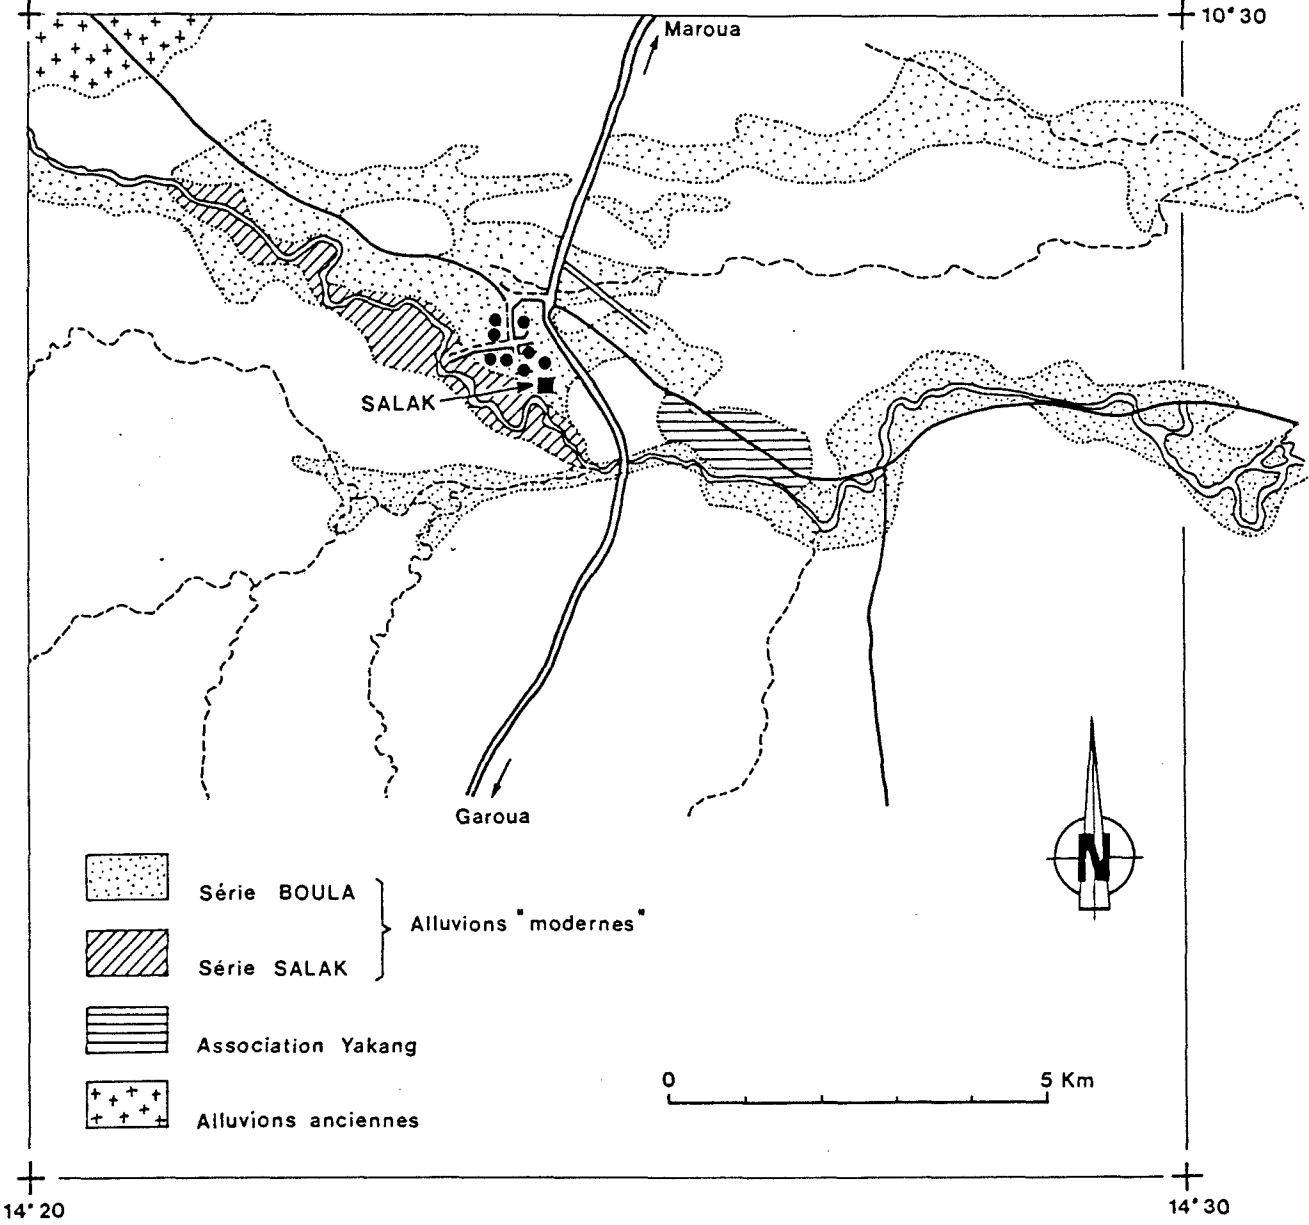 10° 30
Maroua
SALAK
Garoua
N
Série BOULA
Alluvions "modernes"
Série SALAK
Association Yakang
0 5 Km
Alluvions anciennes
14° 20
14° 30